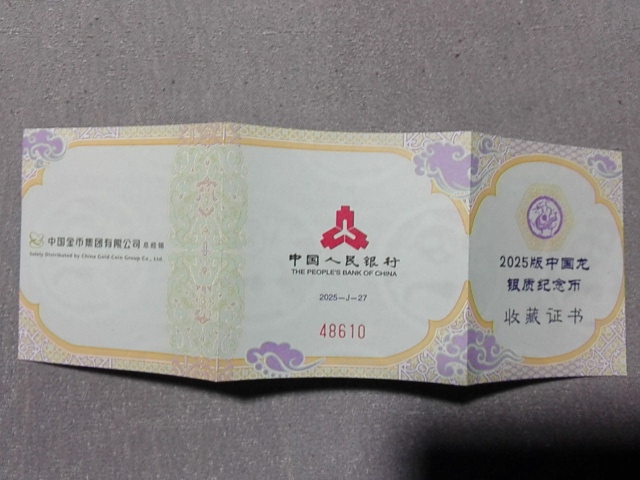 中国金币集团有限公司 总经销
Solely Distributed by China Gold Coin Group Co., Ltd.
中国人民银行
THE PEOPLE'S BANK OF CHINA
2025—J—27
48610
2025版中国龙
银质纪念币
收藏证书